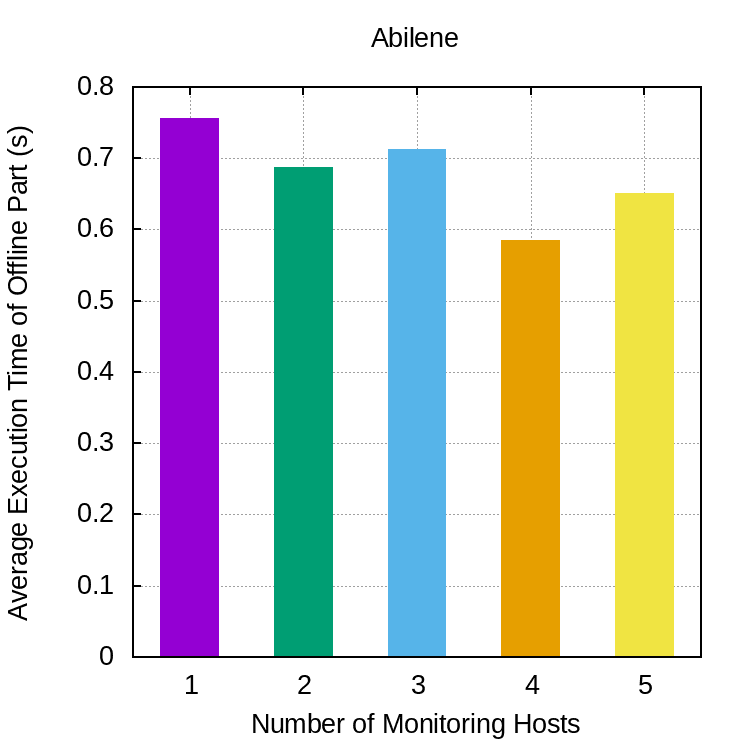 Abilene
Average Execution Time of Offline Part (s)
0.8
0.7
0.6
0.5
0.4
0.3
0.2
0.1
0
1 2 3 4 5
Number of Monitoring Hosts